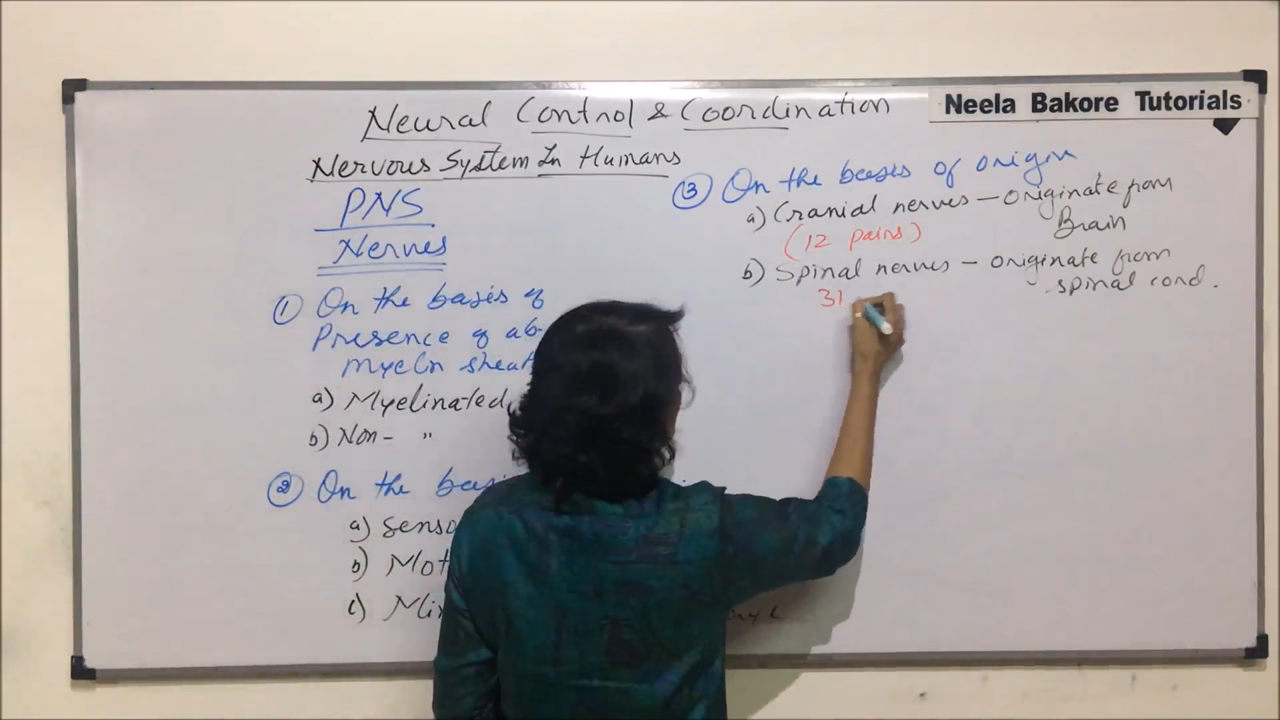 Neela Bakore Tutorials
Neural Control & Coordination
Nervous System In Humans
PNS
Nerves
① On the basis of
Presence of ab-
Myelin sheat
a) Myelinated
b) Non- "
② On the basi
a) Senso
b) Mot
c) Mi
③ On the bases of origin
a) Cranial nerves – originate from
Brain
(12 pairs)
b) Spinal nerves – originate from
spinal cord.
31